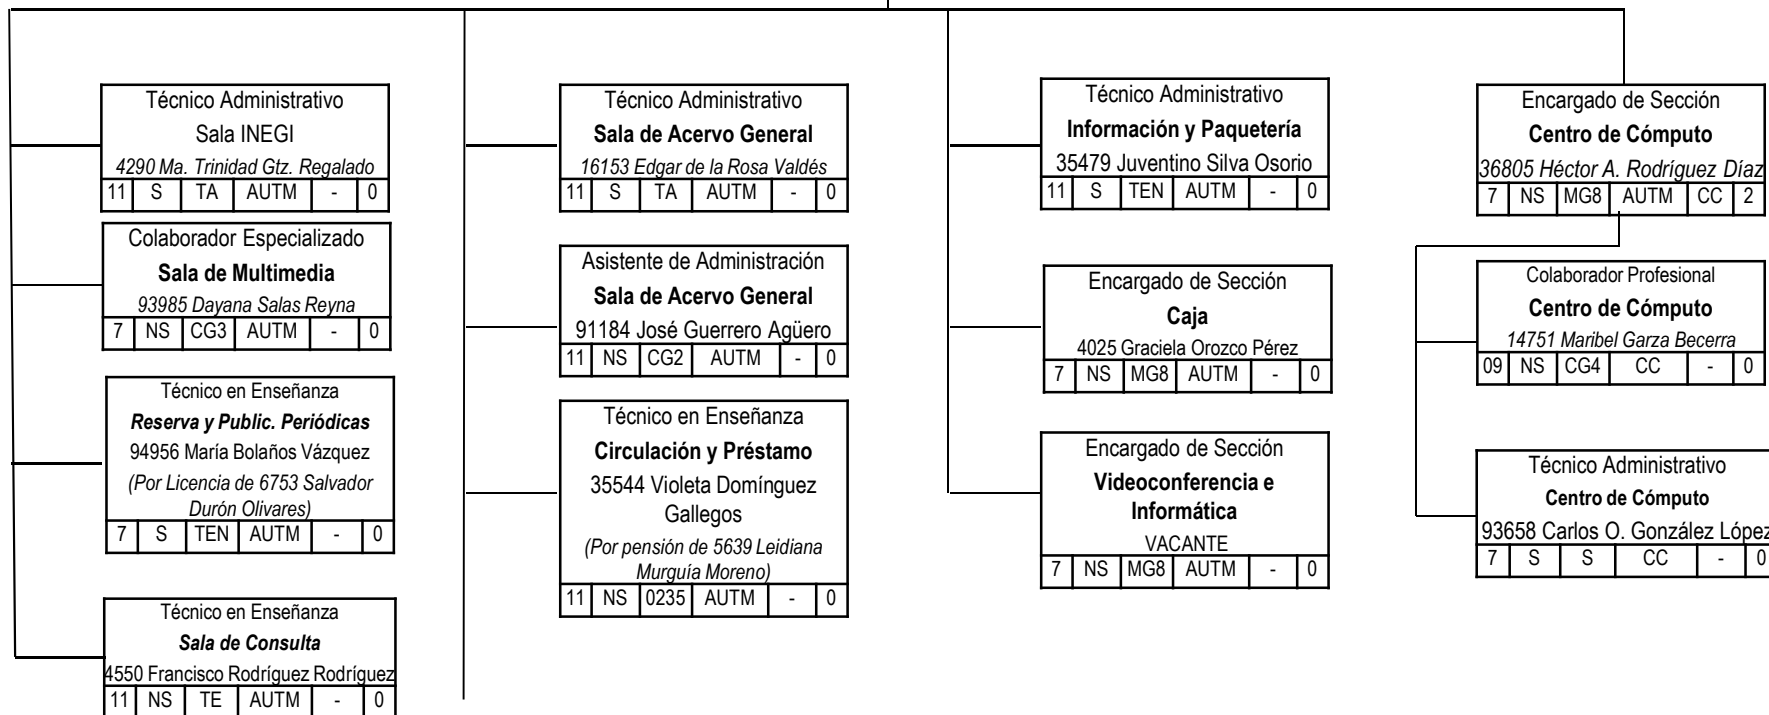 Técnico Administrativo
Sala INEGI
4290 Ma. Trinidad Gtz. Regalado
11 S TA AUTM - 0
Colaborador Especializado
Sala de Multimedia
93985 Dayana Salas Reyna
7 NS CG3 AUTM - 0
Técnico en Enseñanza
Reserva y Public. Periódicas
94956 María Bolaños Vázquez
(Por Licencia de 6753 Salvador
Durón Olivares)
7 S TEN AUTM - 0
Técnico en Enseñanza
Sala de Consulta
4550 Francisco Rodríguez Rodríguez
11 NS TE AUTM - 0
Técnico Administrativo
Sala de Acervo General
16153 Edgar de la Rosa Valdés
11 S TA AUTM - 0
Asistente de Administración
Sala de Acervo General
91184 José Guerrero Agüero
11 NS CG2 AUTM - 0
Técnico en Enseñanza
Circulación y Préstamo
35544 Violeta Domínguez
Gallegos
(Por pensión de 5639 Leidiana
Murguía Moreno)
11 NS 0235 AUTM - 0
Técnico Administrativo
Información y Paquetería
35479 Juventino Silva Osorio
11 S TEN AUTM - 0
Encargado de Sección
Caja
4025 Graciela Orozco Pérez
7 NS MG8 AUTM - 0
Encargado de Sección
Videoconferencia e
Informática
VACANTE
7 NS MG8 AUTM - 0
Encargado de Sección
Centro de Cómputo
36805 Héctor A. Rodríguez Díaz
7 NS MG8 AUTM CC 2
Colaborador Profesional
Centro de Cómputo
14751 Maribel Garza Becerra
09 NS CG4 CC - 0
Técnico Administrativo
Centro de Cómputo
93658 Carlos O. González López
7 S S CC - 0